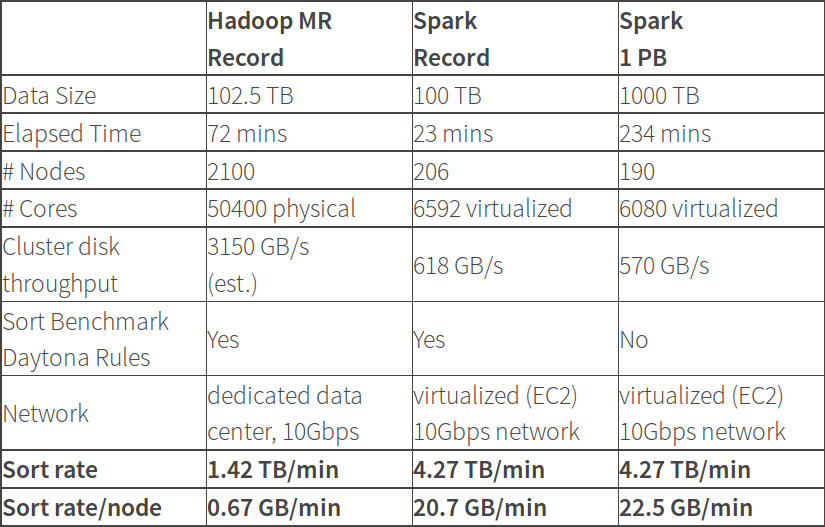 Hadoop MR Record Spark Record Spark 1 PB
Data Size 102.5 TB 100 TB 1000 TB
Elapsed Time 72 mins 23 mins 234 mins
# Nodes 2100 206 190
# Cores 50400 physical 6592 virtualized 6080 virtualized
Cluster disk throughput 3150 GB/s (est.) 618 GB/s 570 GB/s
Sort Benchmark Daytona Rules Yes Yes No
Network dedicated data center, 10Gbps virtualized (EC2) 10Gbps network virtualized (EC2) 10Gbps network
Sort rate 1.42 TB/min 4.27 TB/min 4.27 TB/min
Sort rate/node 0.67 GB/min 20.7 GB/min 22.5 GB/min